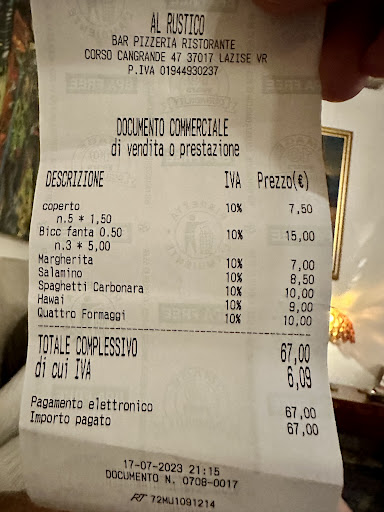 AL RUSTICO
BAR PIZZERIA RISTORANTE
CORSO CANGRANDE 47 37017 LAZISE VR
P.IVA 01944930237
DOCUMENTO COMMERCIALE
di vendita o prestazione
DESCRIZIONE IVA Prezzo(€)
coperto 10% 7,50
n.5 * 1,50
Bicc fanta 0.50 10% 15,00
n.3 * 5,00
Margherita 10% 7,00
Salamino 10% 8,50
Spaghetti Carbonara 10% 10,00
Hawai 10% 9,00
Quattro Formaggi 10% 10,00
TOTALE COMPLESSIVO 67,00
di cui IVA 6,09
Pagamento elettronico 67,00
Importo pagato 67,00
17-07-2023 21:15
DOCUMENTO N. 0708-0017
RT 72MU1091214